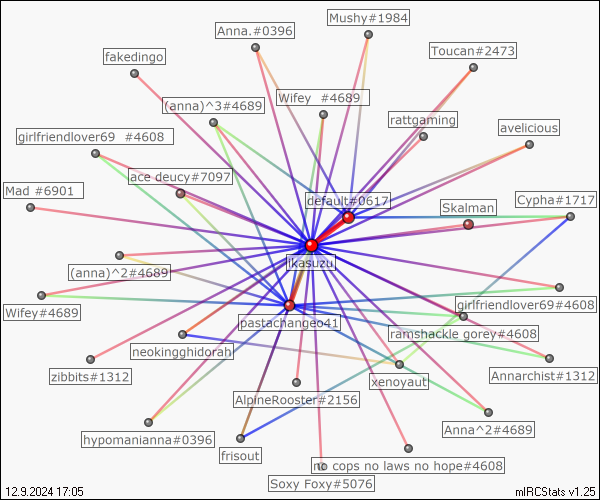 Mushy#1984
Anna.#0396
Toucan#2473
fakedingo
Wifey  #4689
(anna)^3#4689
rattgaming
avelicious
girlfriendlover69  #4608
ace deucy#7097
Mad #6901
default#0617
Cypha#1717
Skalman
ikasuzu
(anna)^2#4689
girlfriendlover69#4608
Wifey#4689
pastachangeo41
ramshackle gorey#4608
neokingghidorah
zibbits#1312
xenoyaut
Annarchist#1312
AlpineRooster#2156
Anna^2#4689
hypomanianna#0396
frisout
no cops no laws no hope#4608
Soxy Foxy#5076
12.9.2024 17:05
mIRCStats v1.25